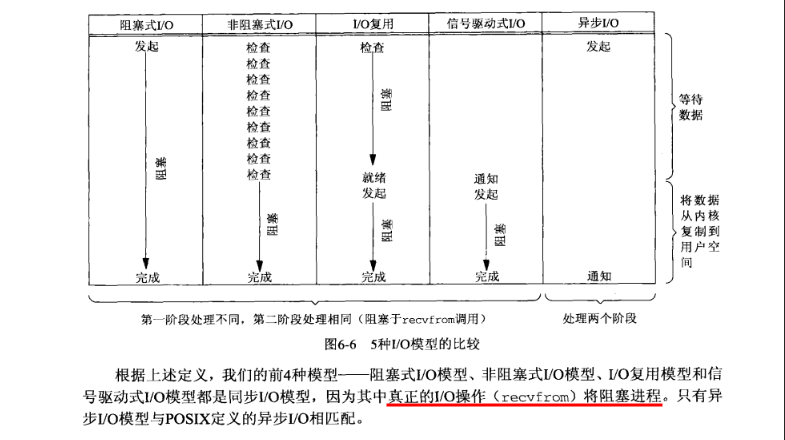 阻塞式I/O 非阻塞式I/O I/O复用 信号驱动式I/O 异步I/O
发起 检查 检查 发起
检查
检查
检查
检查
检查
检查
检查
检查 就绪 通知
发起 发起
阻塞 阻塞 阻塞 阻塞 阻塞
完成 完成 完成 完成 通知
等待
数据
将数据
从内核
复制到
用户空
间
第一阶段处理不同，第二阶段处理相同（阻塞于recvfrom调用） 处理两个阶段
图6-6 5种I/O模型的比较
根据上述定义，我们的前4种模型——阻塞式I/O模型、非阻塞式I/O模型、I/O复用模型和信
号驱动式I/O模型都是同步I/O模型，因为其中真正的I/O操作（recvfrom）将阻塞进程。只有异
步I/O模型与POSIX定义的异步I/O相匹配。